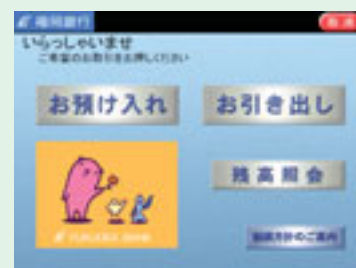 福岡銀行
いらっしゃいませ
ご希望のお取引をお押しください
お預け入れ
お引き出し
残高照会
FUKUOKA BANK